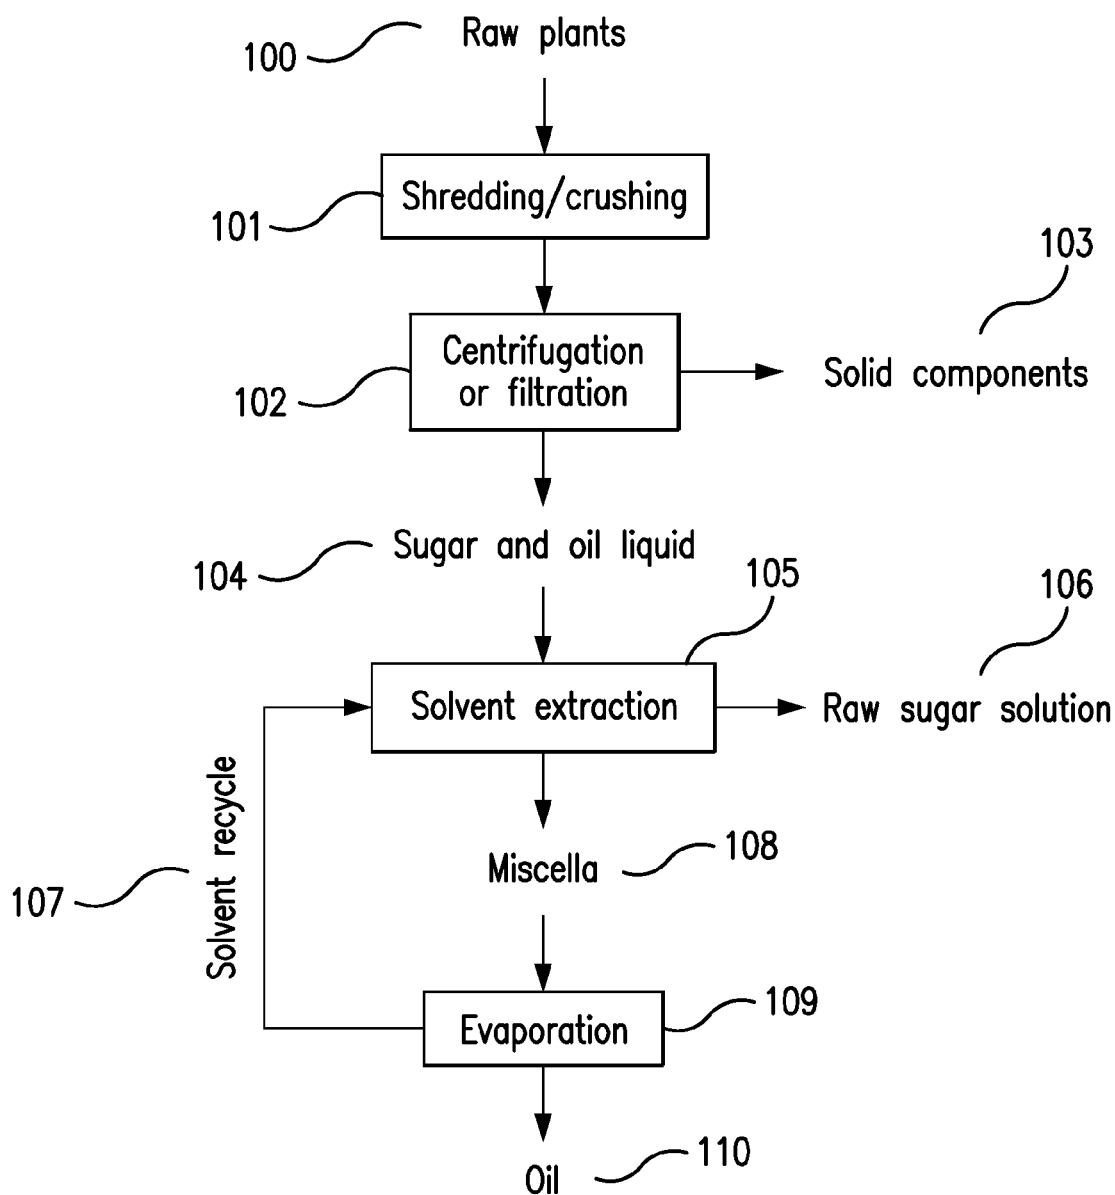 100
Raw plants
101
Shredding/crushing
103
102
Centrifugation
or filtration
Solid components
104
Sugar and oil liquid
105
106
Solvent extraction
Raw sugar solution
107
Solvent recycle
Miscella
108
Evaporation
109
Oil
110